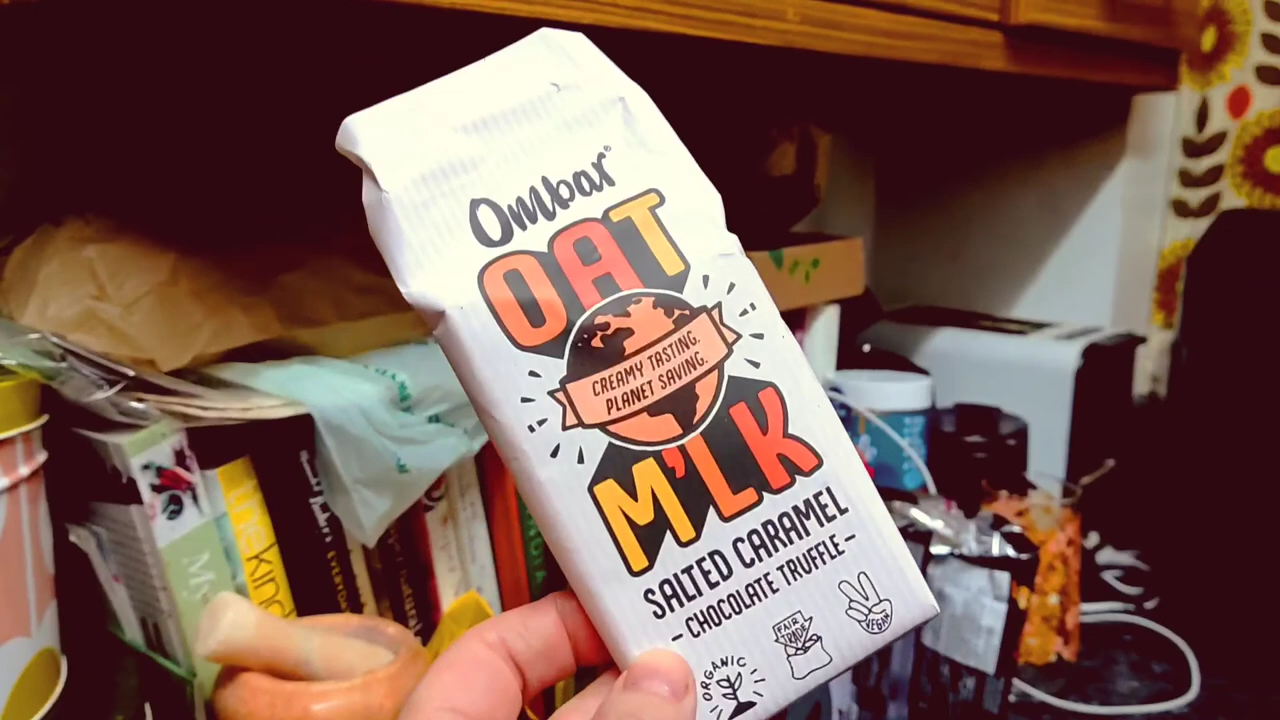 Ombar®
OAT
CREAMY TASTING.
PLANET SAVING.
M'LK
SALTED CARAMEL
- CHOCOLATE TRUFFLE -
ORGANIC
FAIR
TRADE
VEGAN